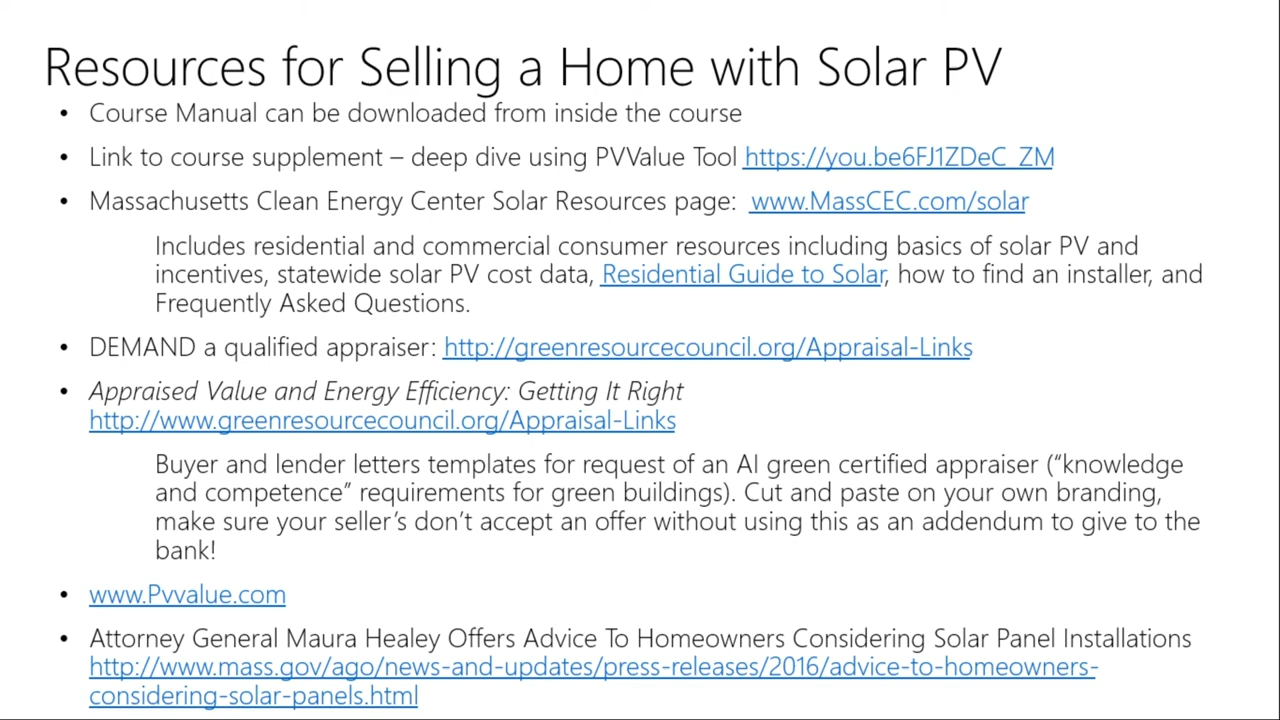 Resources for Selling a Home with Solar PV
• Course Manual can be downloaded from inside the course
• Link to course supplement – deep dive using PVValue Tool https://you.be6FJ1ZDeC_ZM
• Massachusetts Clean Energy Center Solar Resources page: www.MassCEC.com/solar
Includes residential and commercial consumer resources including basics of solar PV and
incentives, statewide solar PV cost data, Residential Guide to Solar, how to find an installer, and
Frequently Asked Questions.
• DEMAND a qualified appraiser: http://greenresourcecouncil.org/Appraisal-Links
• Appraised Value and Energy Efficiency: Getting It Right
http://www.greenresourcecouncil.org/Appraisal-Links
Buyer and lender letters templates for request of an AI green certified appraiser (“knowledge
and competence” requirements for green buildings). Cut and paste on your own branding,
make sure your seller’s don’t accept an offer without using this as an addendum to give to the
bank!
• www.Pvvalue.com
• Attorney General Maura Healey Offers Advice To Homeowners Considering Solar Panel Installations
http://www.mass.gov/ago/news-and-updates/press-releases/2016/advice-to-homeowners-
considering-solar-panels.html